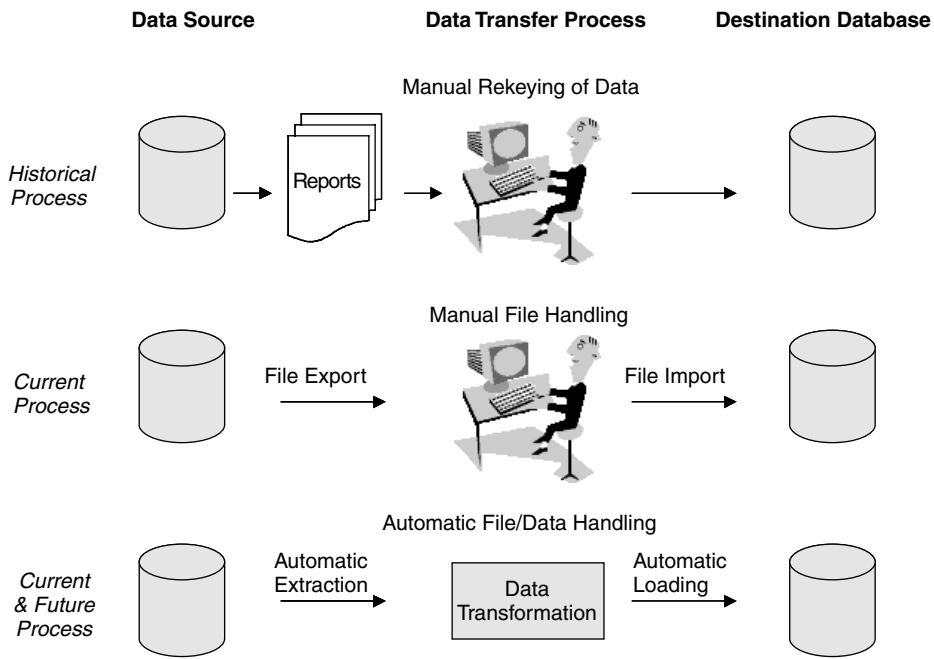 Data Source
Data Transfer Process
Destination Database
Manual Rekeying of Data
Historical
Process
Reports
Manual File Handling
Current
Process
File Export
File Import
Automatic File/Data Handling
Current
& Future
Process
Automatic
Extraction
Data
Transformation
Automatic
Loading